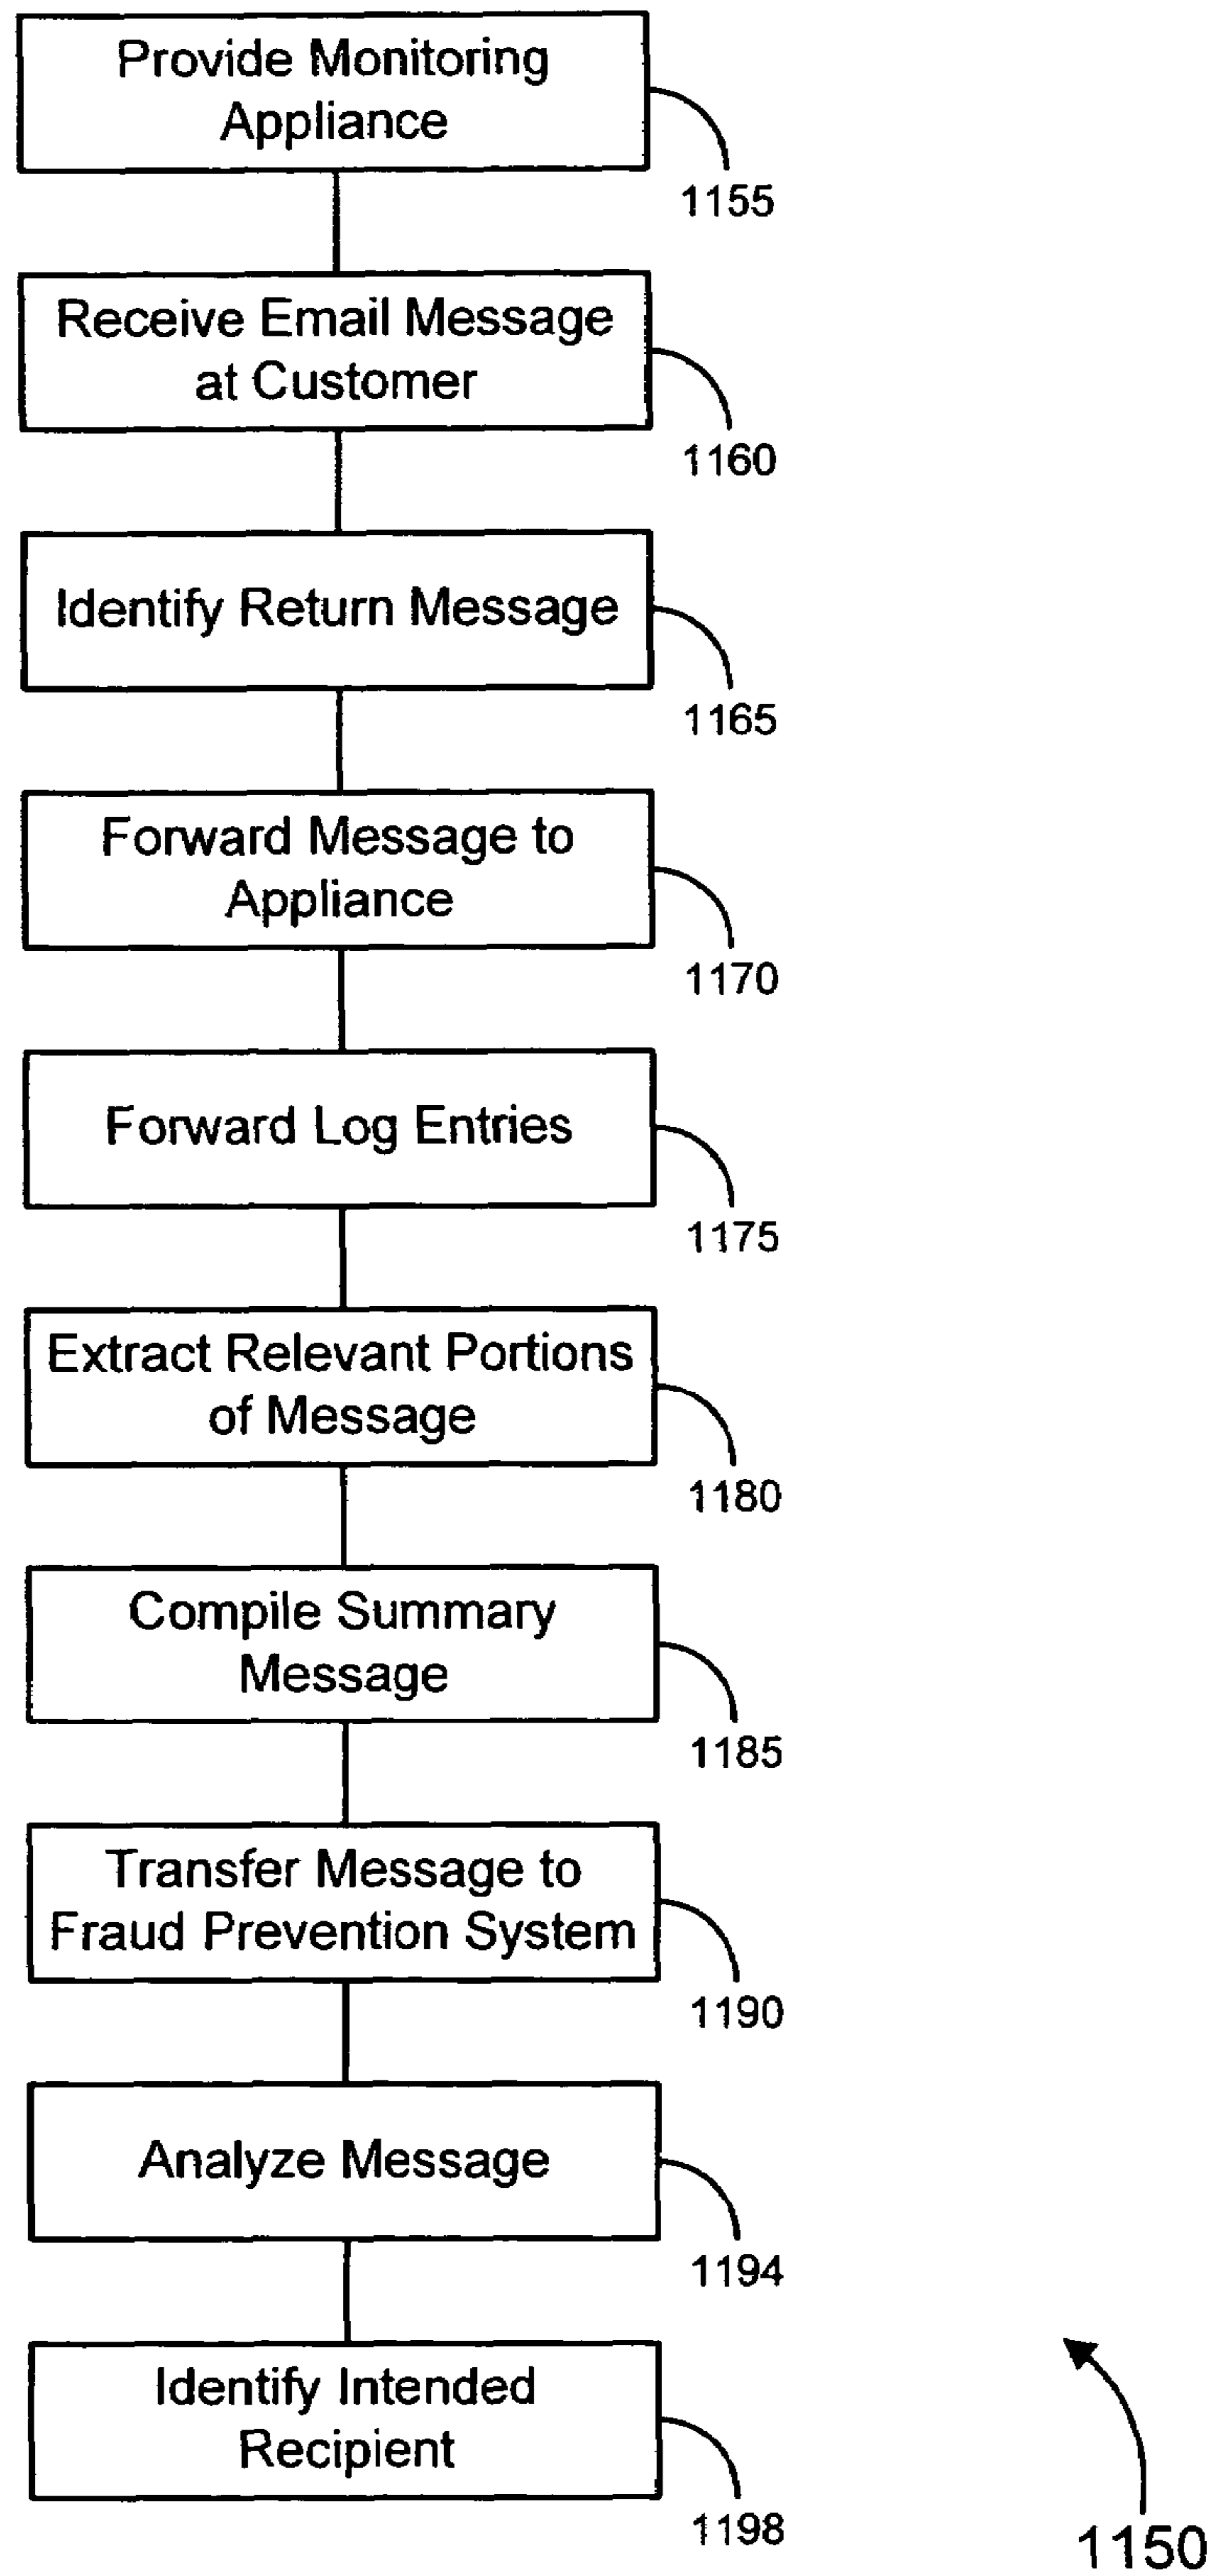 Provide Monitoring
Appliance
1155
Receive Email Message
at Customer
1160
Identify Return Message
1165
Forward Message to
Appliance
1170
Forward Log Entries
1175
Extract Relevant Portions
of Message
1180
Compile Summary
Message
1185
Transfer Message to
Fraud Prevention System
1190
Analyze Message
1194
Identify Intended
Recipient
1198
1150